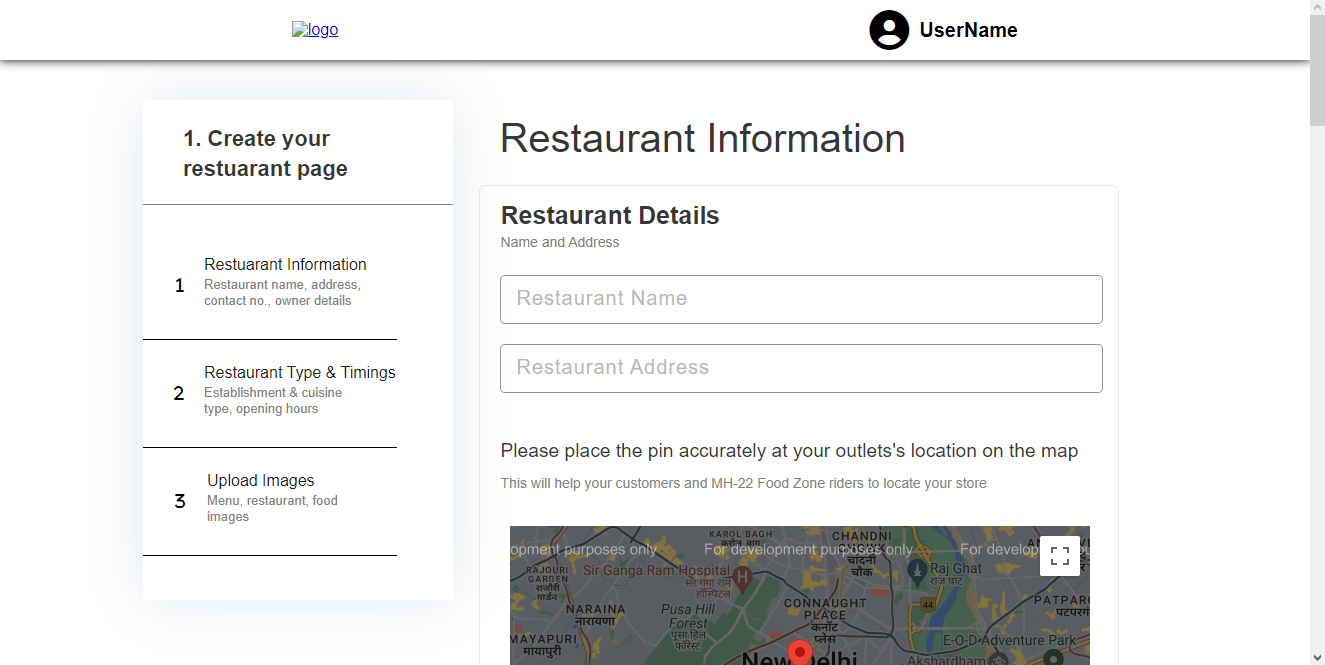 logo
UserName
1. Create your
restuarant page
1
Restuarant Information
Restaurant name, address,
contact no., owner details
2
Restaurant Type & Timings
Establishment & cuisine
type, opening hours
3
Upload Images
Menu, restaurant, food
images
Restaurant Information
Restaurant Details
Name and Address
Restaurant Name
Restaurant Address
Please place the pin accurately at your outlets's location on the map
This will help your customers and MH-22 Food Zone riders to locate your store
KAROL BAGH
करोल बाग़
CHANDNI
चांदनी
चौक
opment purposes only
For development purposes only
For develop
RAJOURI
GARDEN
राजौरी
गार्डन
Sir Ganga Ram Hospital
सर गंगा राम
हॉस्पिटल
H
Raj Ghat
राज घाट
NARAINA
नारायणा
Pusa Hill
Forest
पूसा हिल
फॉरेस्ट
CONNAUGHT
PLACE
कनॉट
प्लेस
44
PATPARG
पटपरगं
MAYAPURI
मायापुरी
E-O-D Adventure Park
New Delhi
Akshardham